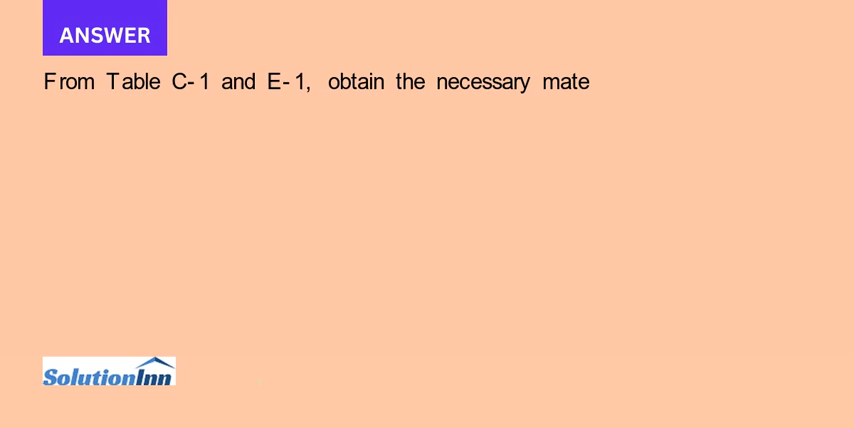 ANSWER
From Table C-1 and E-1, obtain the necessary mate
SolutionInn